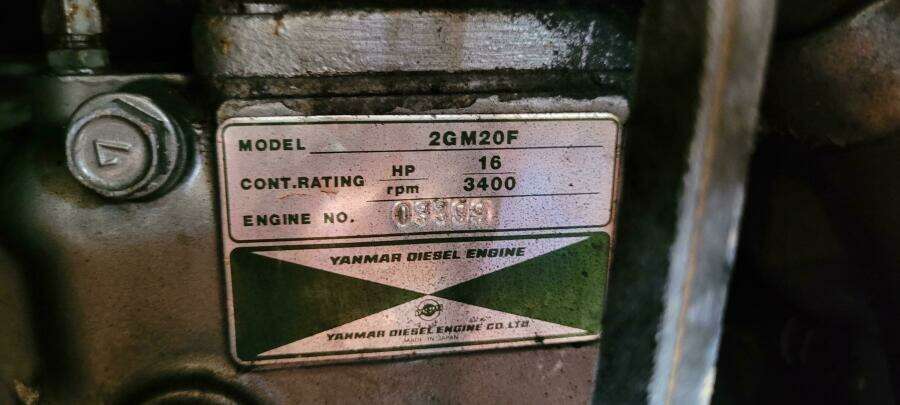 MODEL 2GM20F
CONT.RATING HP 16
rpm 3400
ENGINE NO.
YANMAR DIESEL ENGINE
YANMAR DIESEL ENGINE CO.LTD.
MADE IN JAPAN